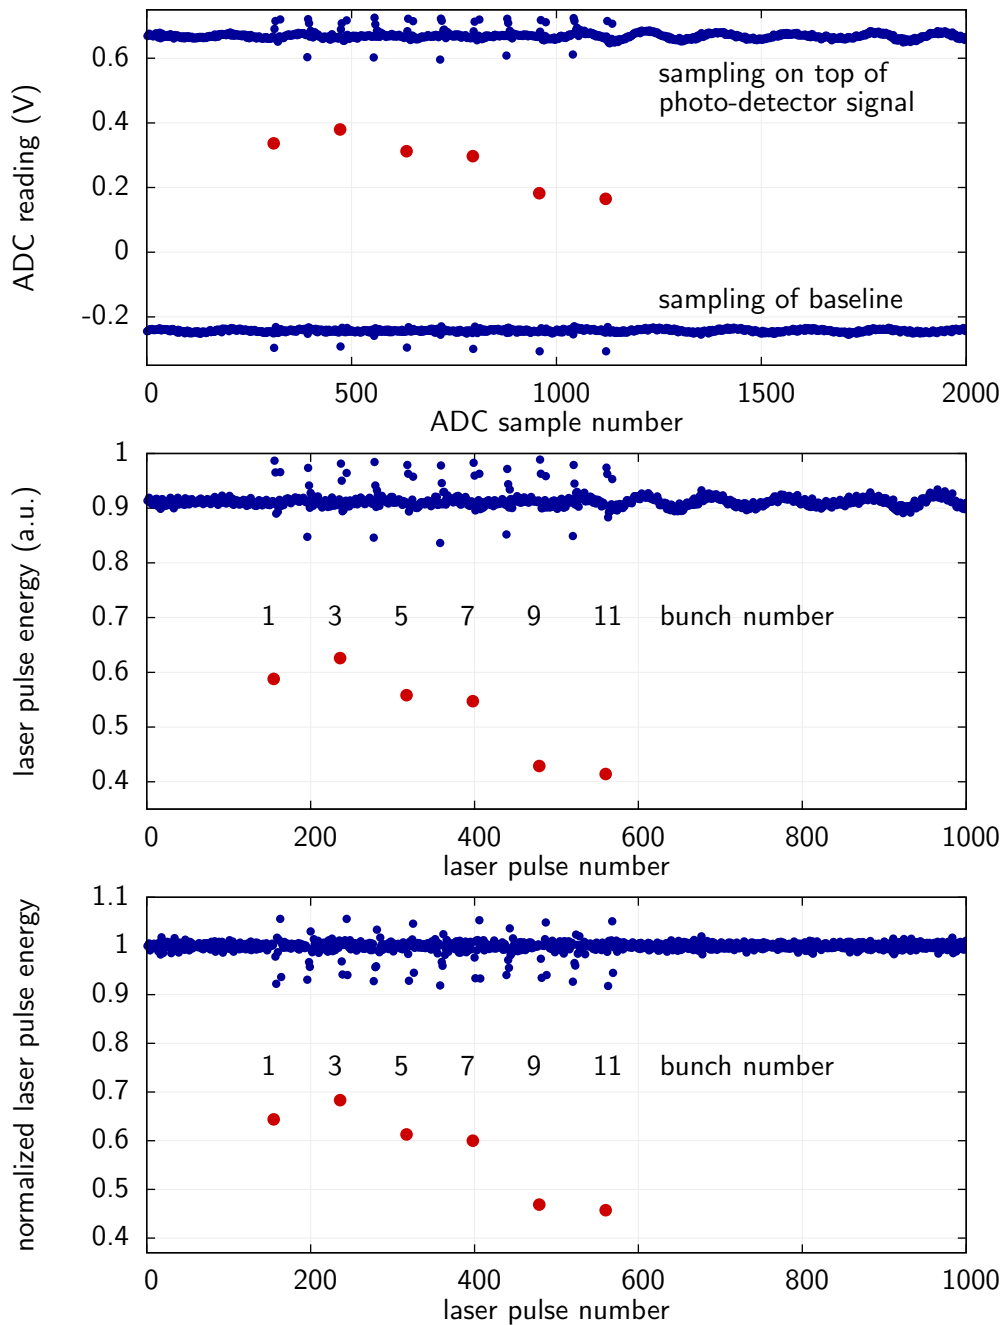 ADC reading (V)
0.6
0.4
0.2
0
-0.2
sampling on top of
photo-detector signal
sampling of baseline
0 500 1000 1500 2000
ADC sample number
laser pulse energy (a.u.)
1
0.9
0.8
0.7
0.6
0.5
0.4
1 3 5 7 9 11 bunch number
0 200 400 600 800 1000
laser pulse number
normalized laser pulse energy
1.1
1
0.9
0.8
0.7
0.6
0.5
0.4
1 3 5 7 9 11 bunch number
0 200 400 600 800 1000
laser pulse number